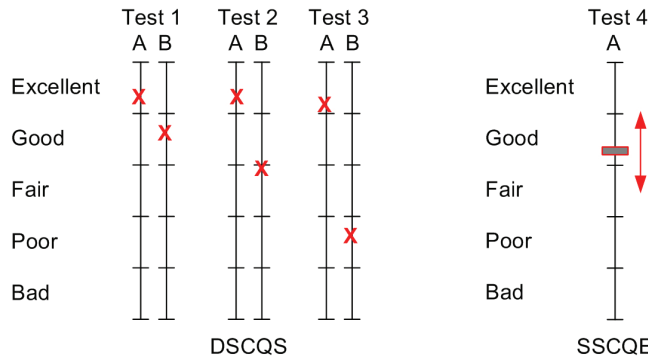 Test 1 Test 2 Test 3 Test 4
A B A B A B A
Excellent Excellent
Good Good
Fair Fair
Poor Poor
Bad Bad
DSCQS SSCQE